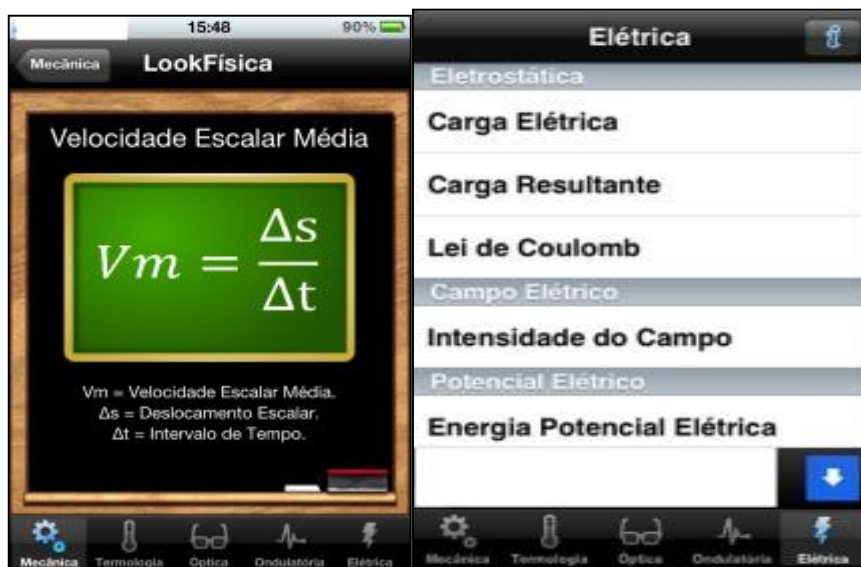 15:48
90%
Mecânica
LookFísica
Velocidade Escalar Média
Vm = Δs/Δt
Vm = Velocidade Escalar Média.
Δs = Deslocamento Escalar.
Δt = Intervalo de Tempo.
Mecânica Termologia Óptica Ondulatória Elétrica
Elétrica
Eletrostática
Carga Elétrica
Carga Resultante
Lei de Coulomb
Campo Elétrico
Intensidade do Campo
Potencial Elétrico
Energia Potencial Elétrica
Mecânica Termologia Óptica Ondulatória Elétrica